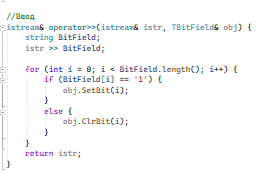 //Ввод
istream& operator>>(istream& istr, TBitField& obj) {
    string BitField;
    istr >> BitField;

    for (int i = 0; i < BitField.length(); i++) {
        if (BitField[i] == '1') {
            obj.SetBit(i);
        }
        else {
            obj.ClrBit(i);
        }
    }
    return istr;
}